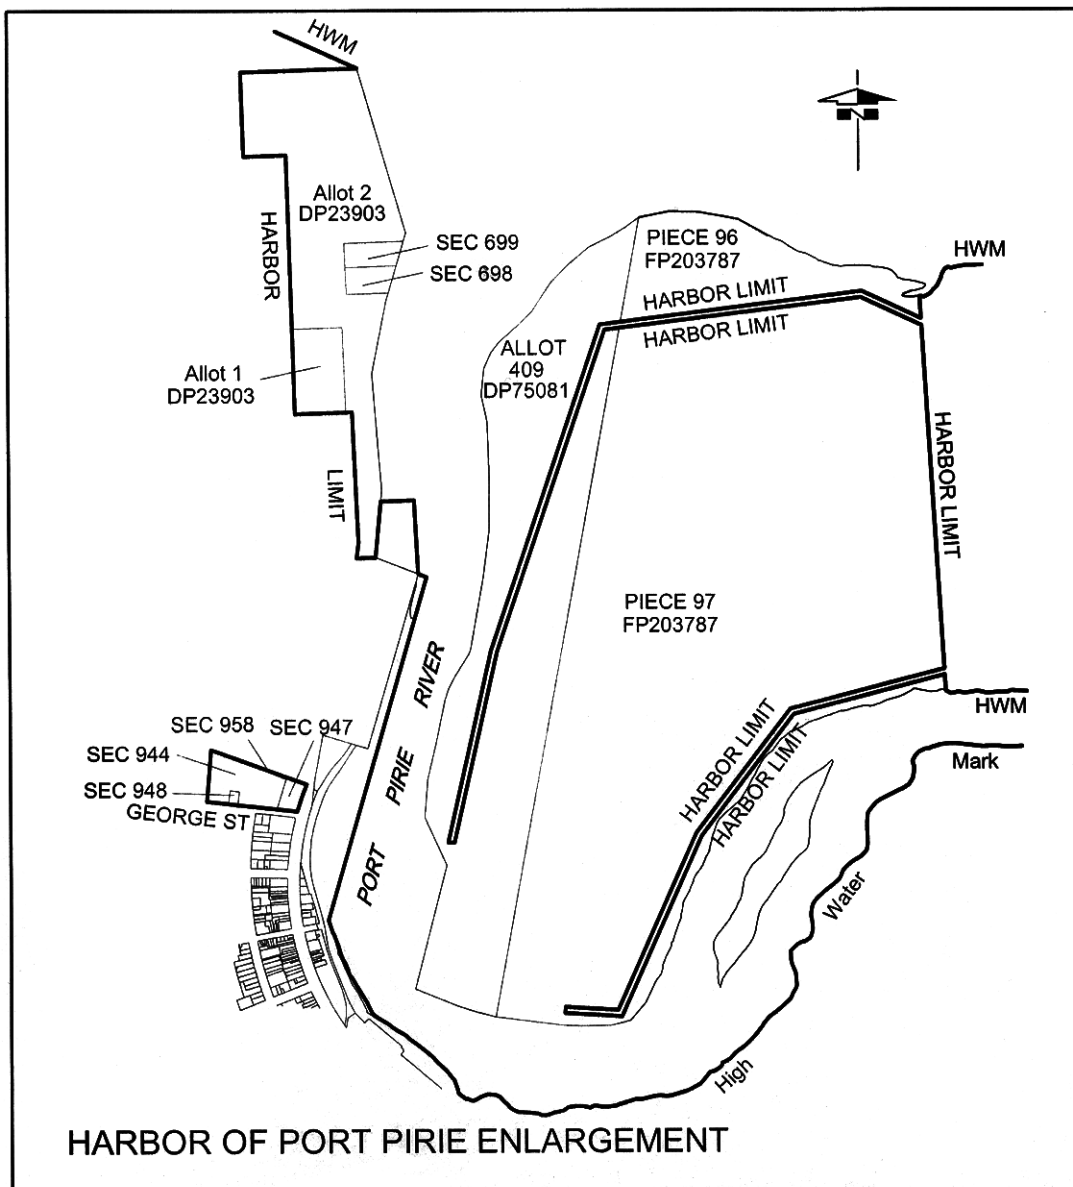 HWM
N
Allot 2
DP23903
HARBOR
SEC 699
SEC 698
PIECE 96
FP203787
HWM
HARBOR LIMIT
HARBOR LIMIT
ALLOT
409
DP75081
Allot 1
DP23903
LIMIT
HARBOR LIMIT
PIECE 97
FP203787
PORT PIRIE RIVER
SEC 958
SEC 947
SEC 944
SEC 948
GEORGE ST
HARBOR LIMIT
HARBOR LIMIT
HWM
Mark
Water
High
HARBOR OF PORT PIRIE ENLARGEMENT